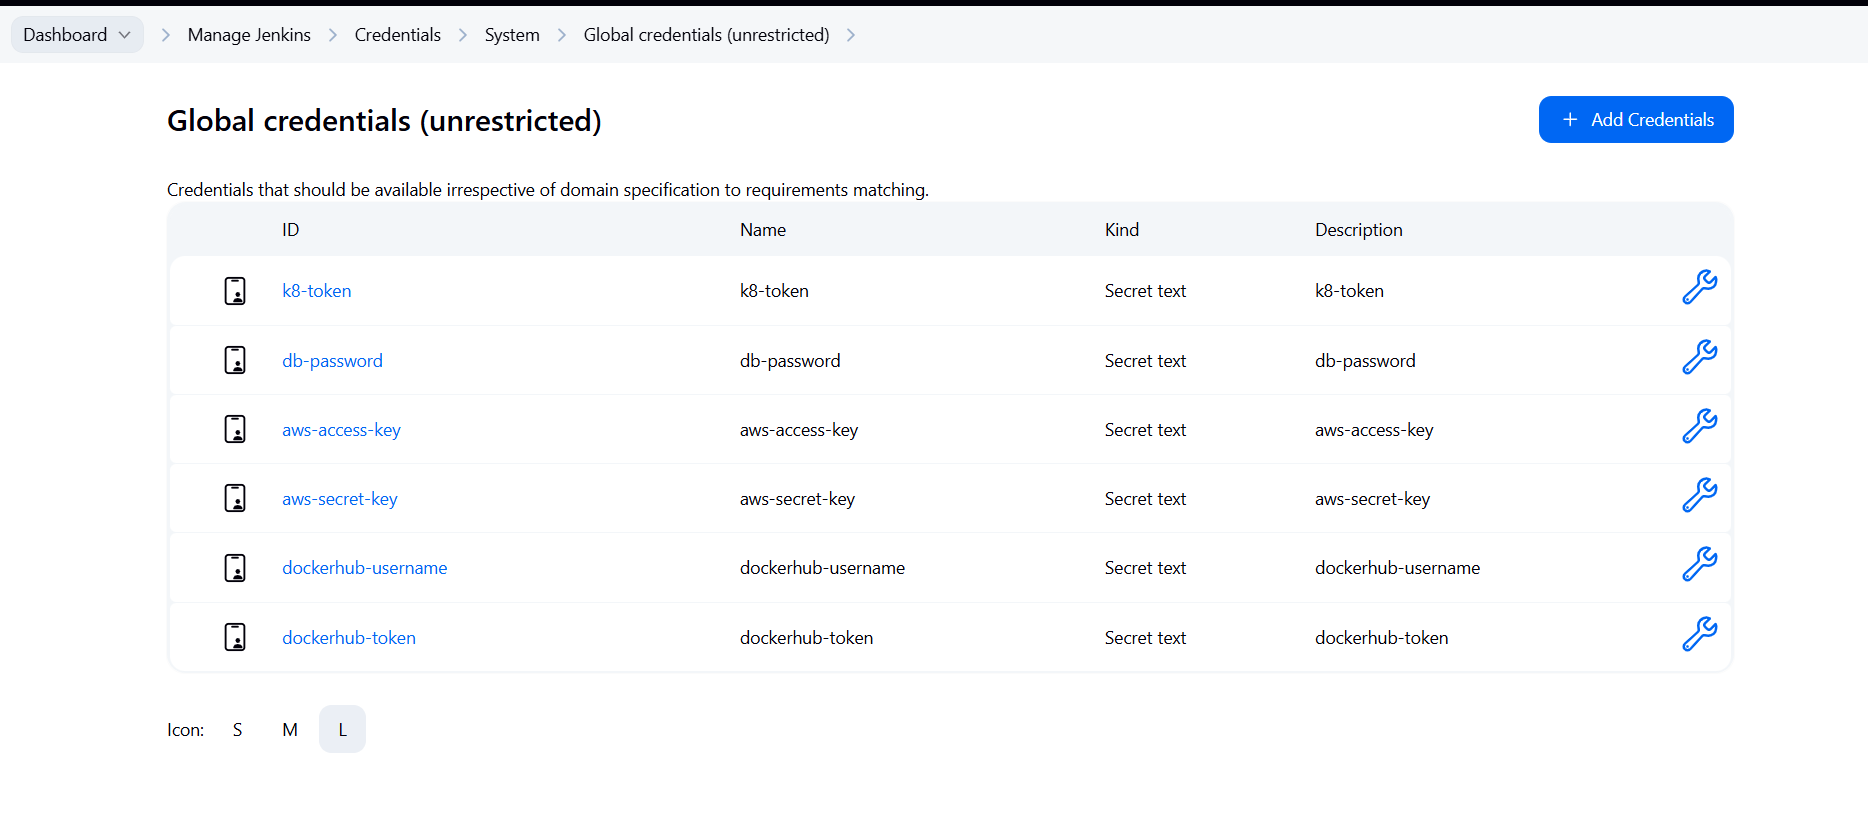 Dashboard Manage Jenkins Credentials System Global credentials (unrestricted)
Global credentials (unrestricted)
+ Add Credentials
Credentials that should be available irrespective of domain specification to requirements matching.
ID Name Kind Description
k8-token k8-token Secret text k8-token
db-password db-password Secret text db-password
aws-access-key aws-access-key Secret text aws-access-key
aws-secret-key aws-secret-key Secret text aws-secret-key
dockerhub-username dockerhub-username Secret text dockerhub-username
dockerhub-token dockerhub-token Secret text dockerhub-token
Icon: S M L